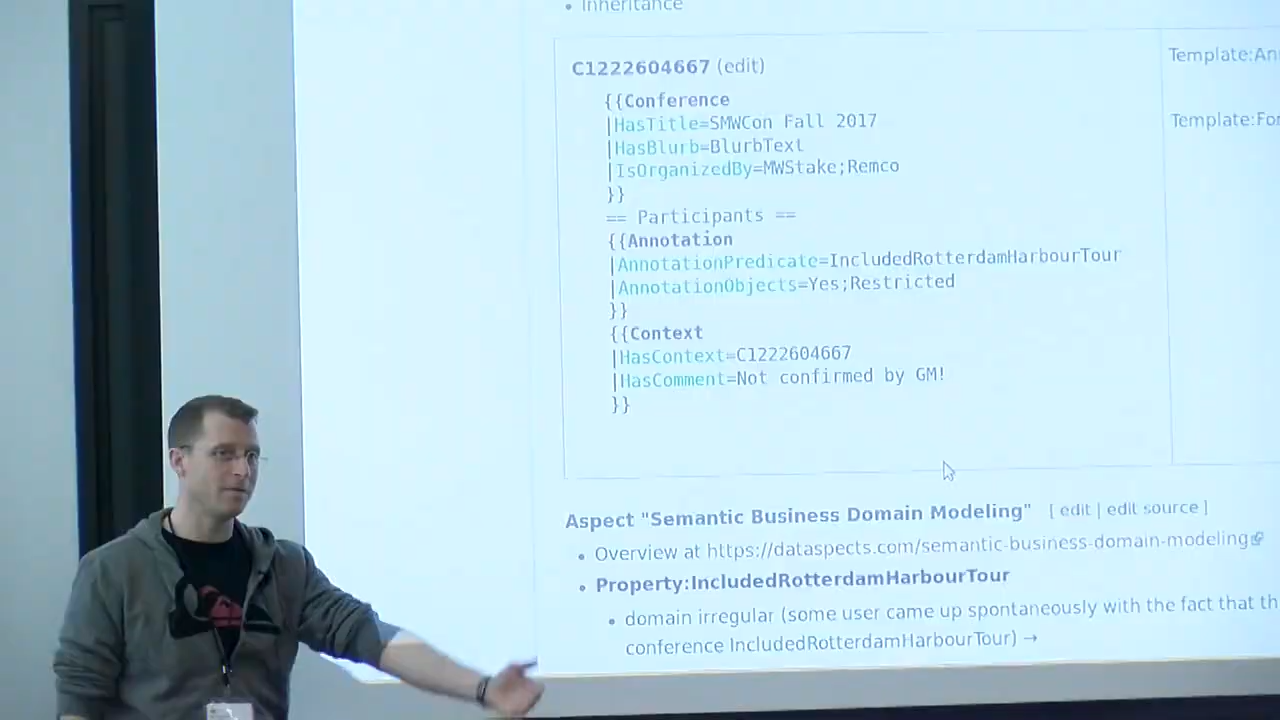 • Inheritance
C1222604667 (edit)
{{Conference
|HasTitle=SMWCon Fall 2017
|HasBlurb=BlurbText
|IsOrganizedBy=MWStake;Remco
}}
== Participants ==
{{Annotation
|AnnotationPredicate=IncludedRotterdamHarbourTour
|AnnotationObjects=Yes;Restricted
}}
{{Context
|HasContext=C1222604667
|HasComment=Not confirmed by GM!
}}
Template:An
Template:For
Aspect "Semantic Business Domain Modeling" [ edit | edit source ]
• Overview at https://dataspects.com/semantic-business-domain-modeling
• Property:IncludedRotterdamHarbourTour
• domain irregular (some user came up spontaneously with the fact that th
conference IncludedRotterdamHarbourTour) →